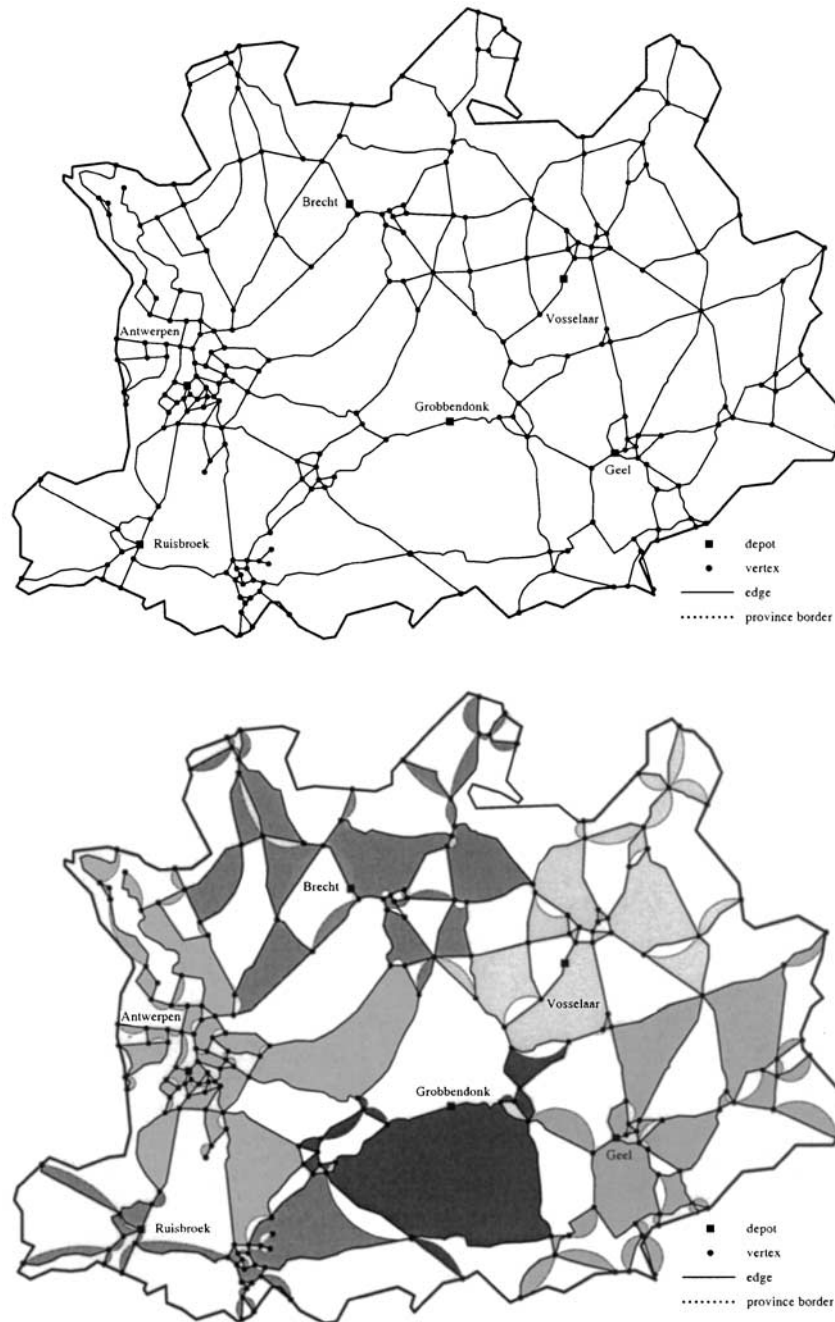 Brecht
Vosselaar
Antwerpen
Grobbendonk
Geel
Ruisbroek
depot
vertex
edge
province border
Brecht
Vosselaar
Antwerpen
Grobbendonk
Geel
Ruisbroek
depot
vertex
edge
province border